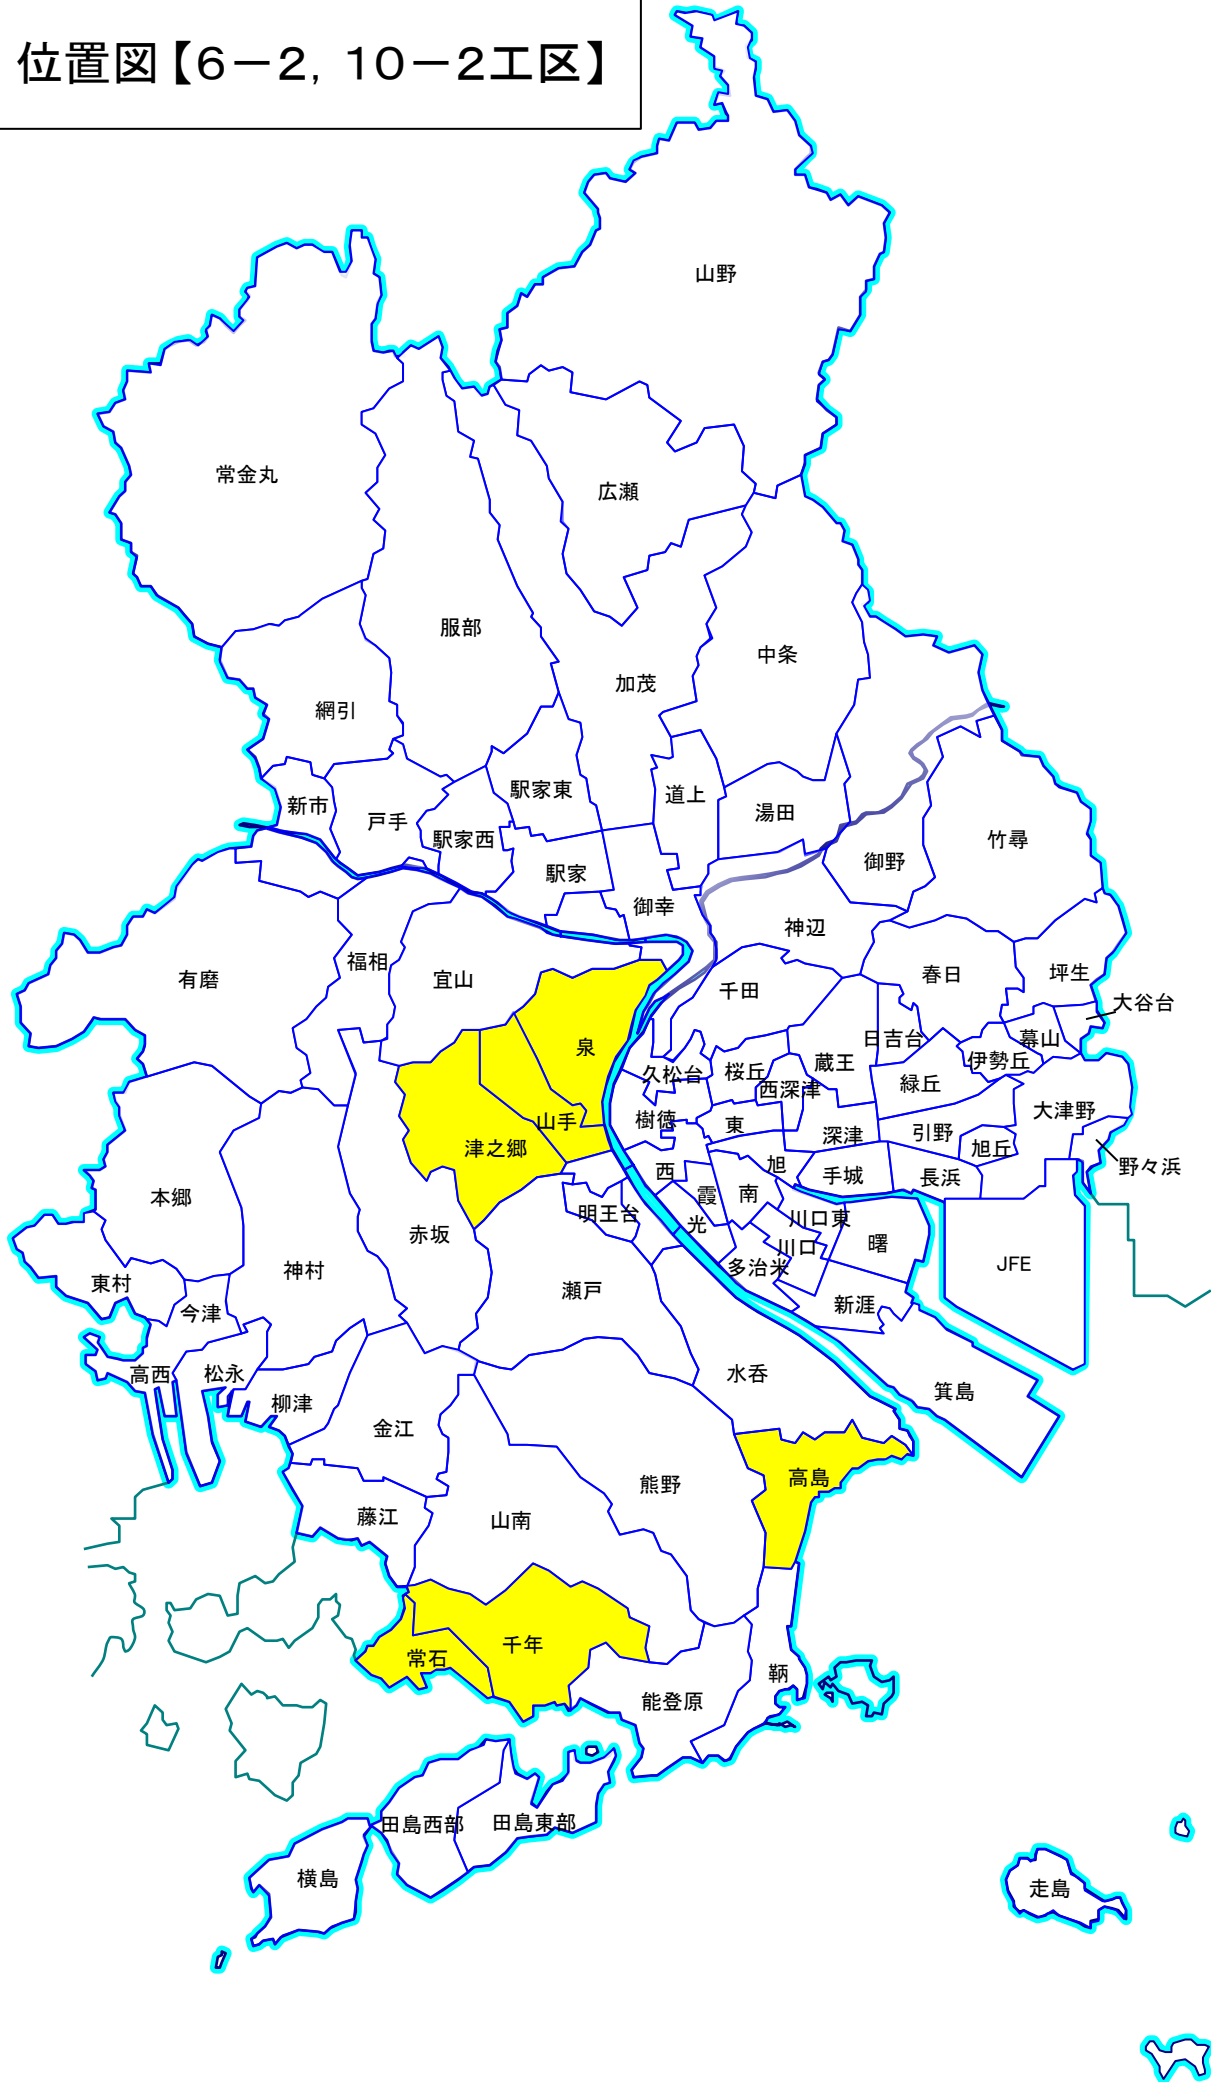 位置図【6－2，10－2工区】
山野
常金丸
広瀬
服部
中条
加茂
網引
駅家東
道上
新市
湯田
戸手
駅家西
竹尋
御野
駅家
御幸
神辺
福相
有磨
宜山
春日
坪生
千田
大谷台
日吉台
幕山
泉
伊勢丘
蔵王
久松台
桜丘
緑丘
西深津
大津野
樹徳
山手
東
引野
深津
津之郷
旭丘
旭
野々浜
西
手城
長浜
本郷
霞
南
明王台
光
川口東
赤坂
曙
川口
JFE
神村
多治米
東村
瀬戸
新涯
今津
高西
松永
水呑
箕島
柳津
金江
高島
熊野
藤江
山南
千年
常石
鞆
能登原
田島西部
田島東部
横島
走島